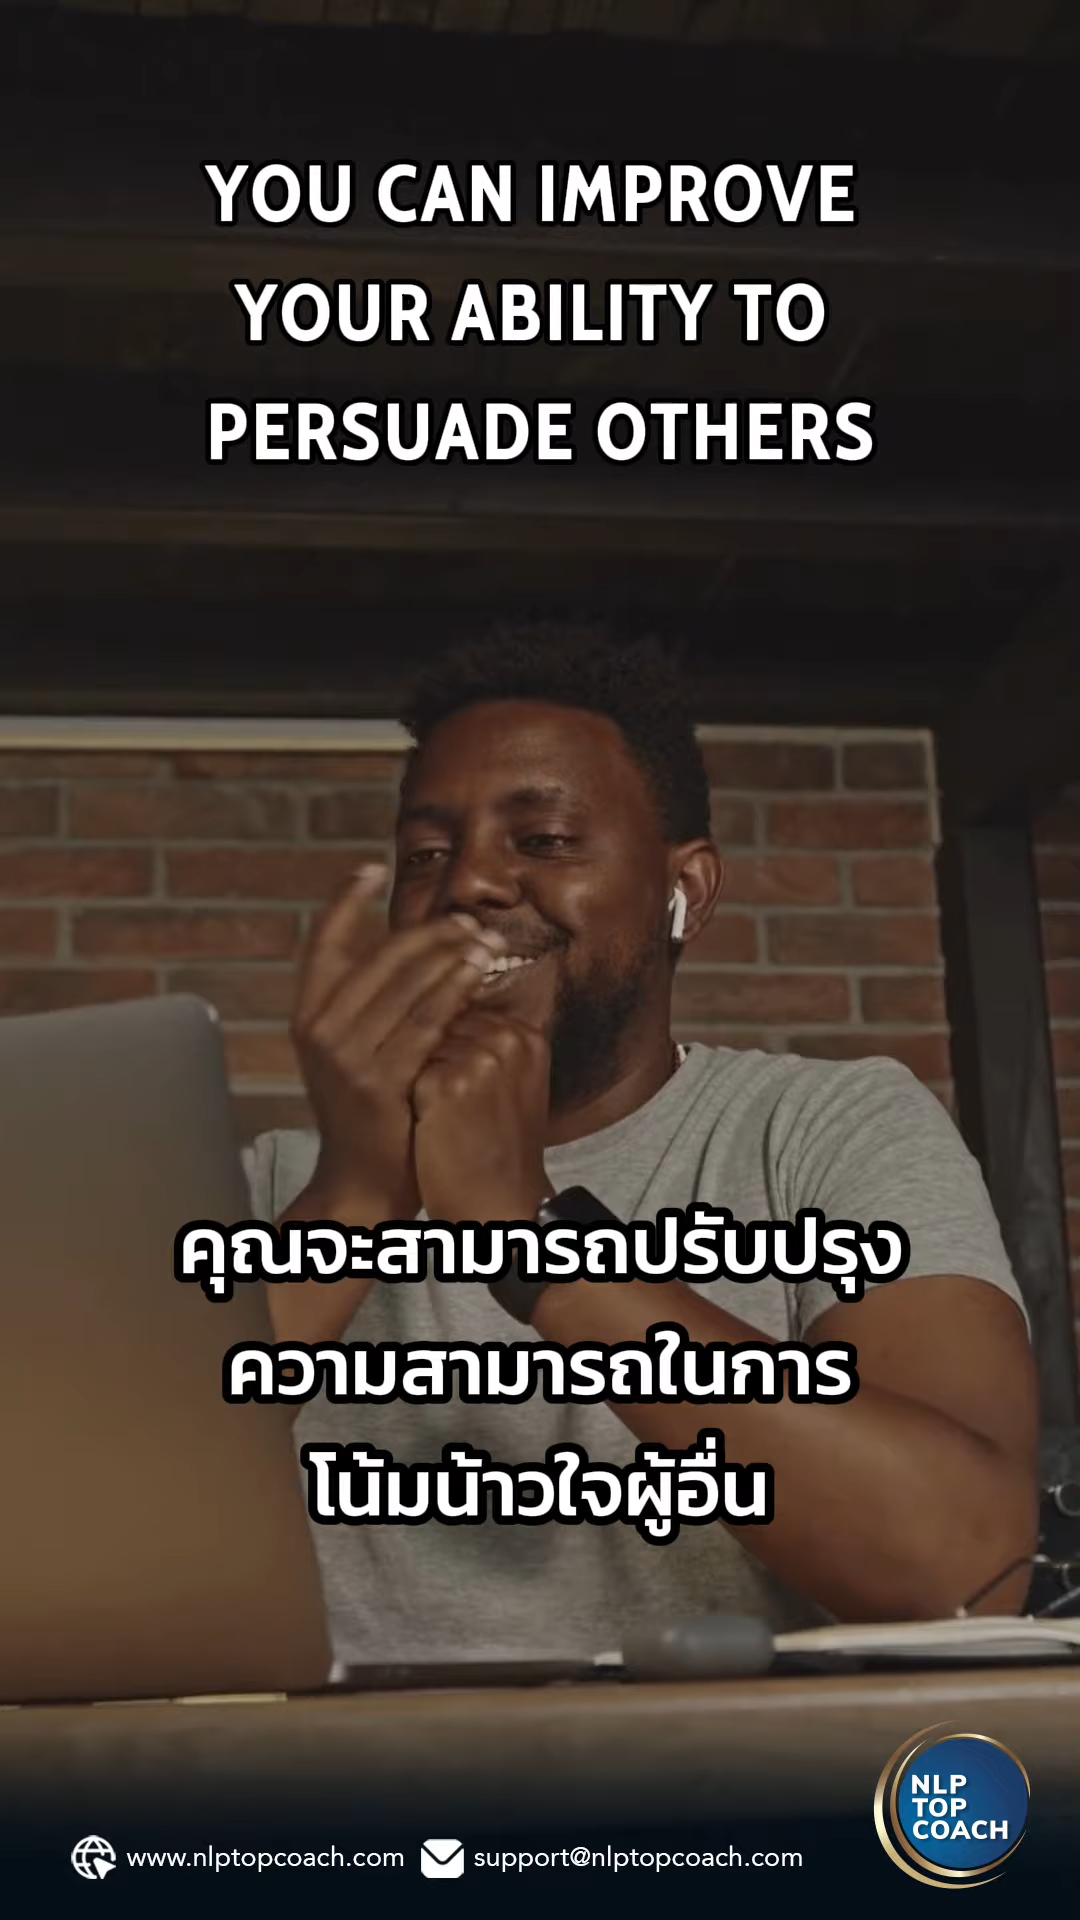 YOU CAN IMPROVE
YOUR ABILITY TO
PERSUADE OTHERS
คุณจะสามารถปรับปรุง
ความสามารถในการ
โน้มน้าวใจผู้อื่น
NLP
TOP
COACH
www.nlptopcoach.com support@nlptopcoach.com